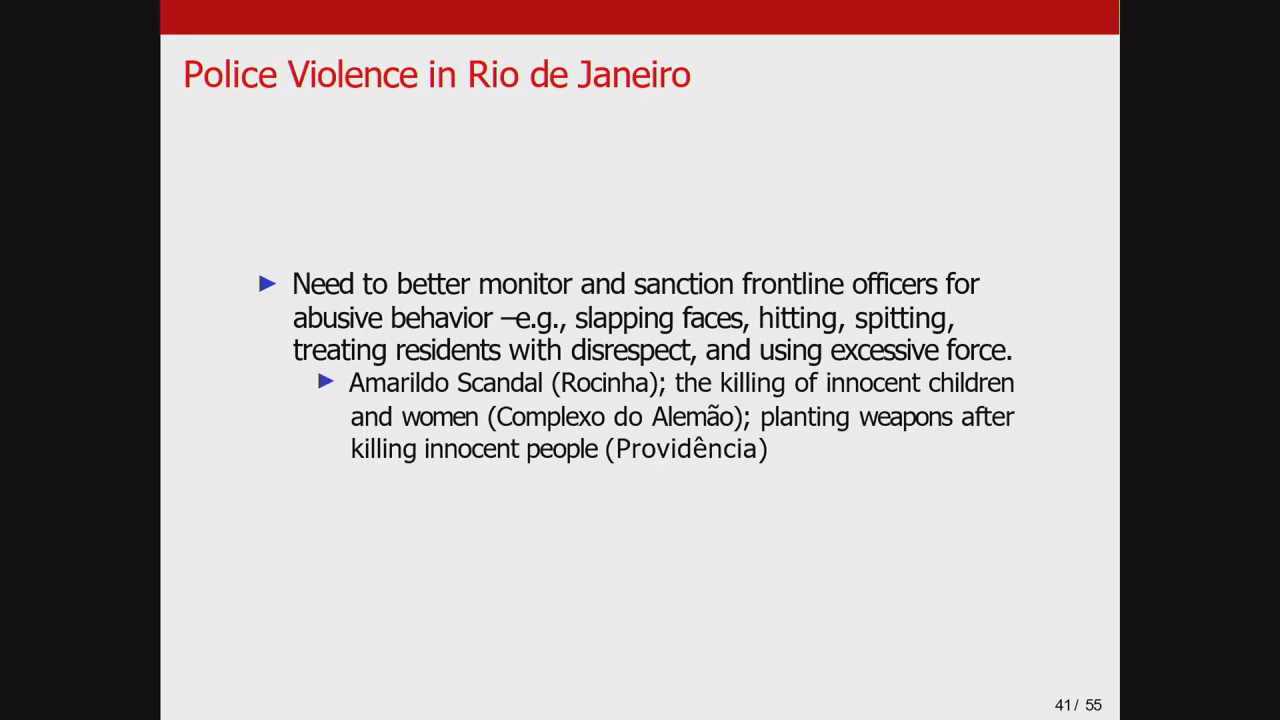 Police Violence in Rio de Janeiro
▶ Need to better monitor and sanction frontline officers for
abusive behavior –e.g., slapping faces, hitting, spitting,
treating residents with disrespect, and using excessive force.
▶ Amarildo Scandal (Rocinha); the killing of innocent children
and women (Complexo do Alemão); planting weapons after
killing innocent people (Providência)
41 / 55